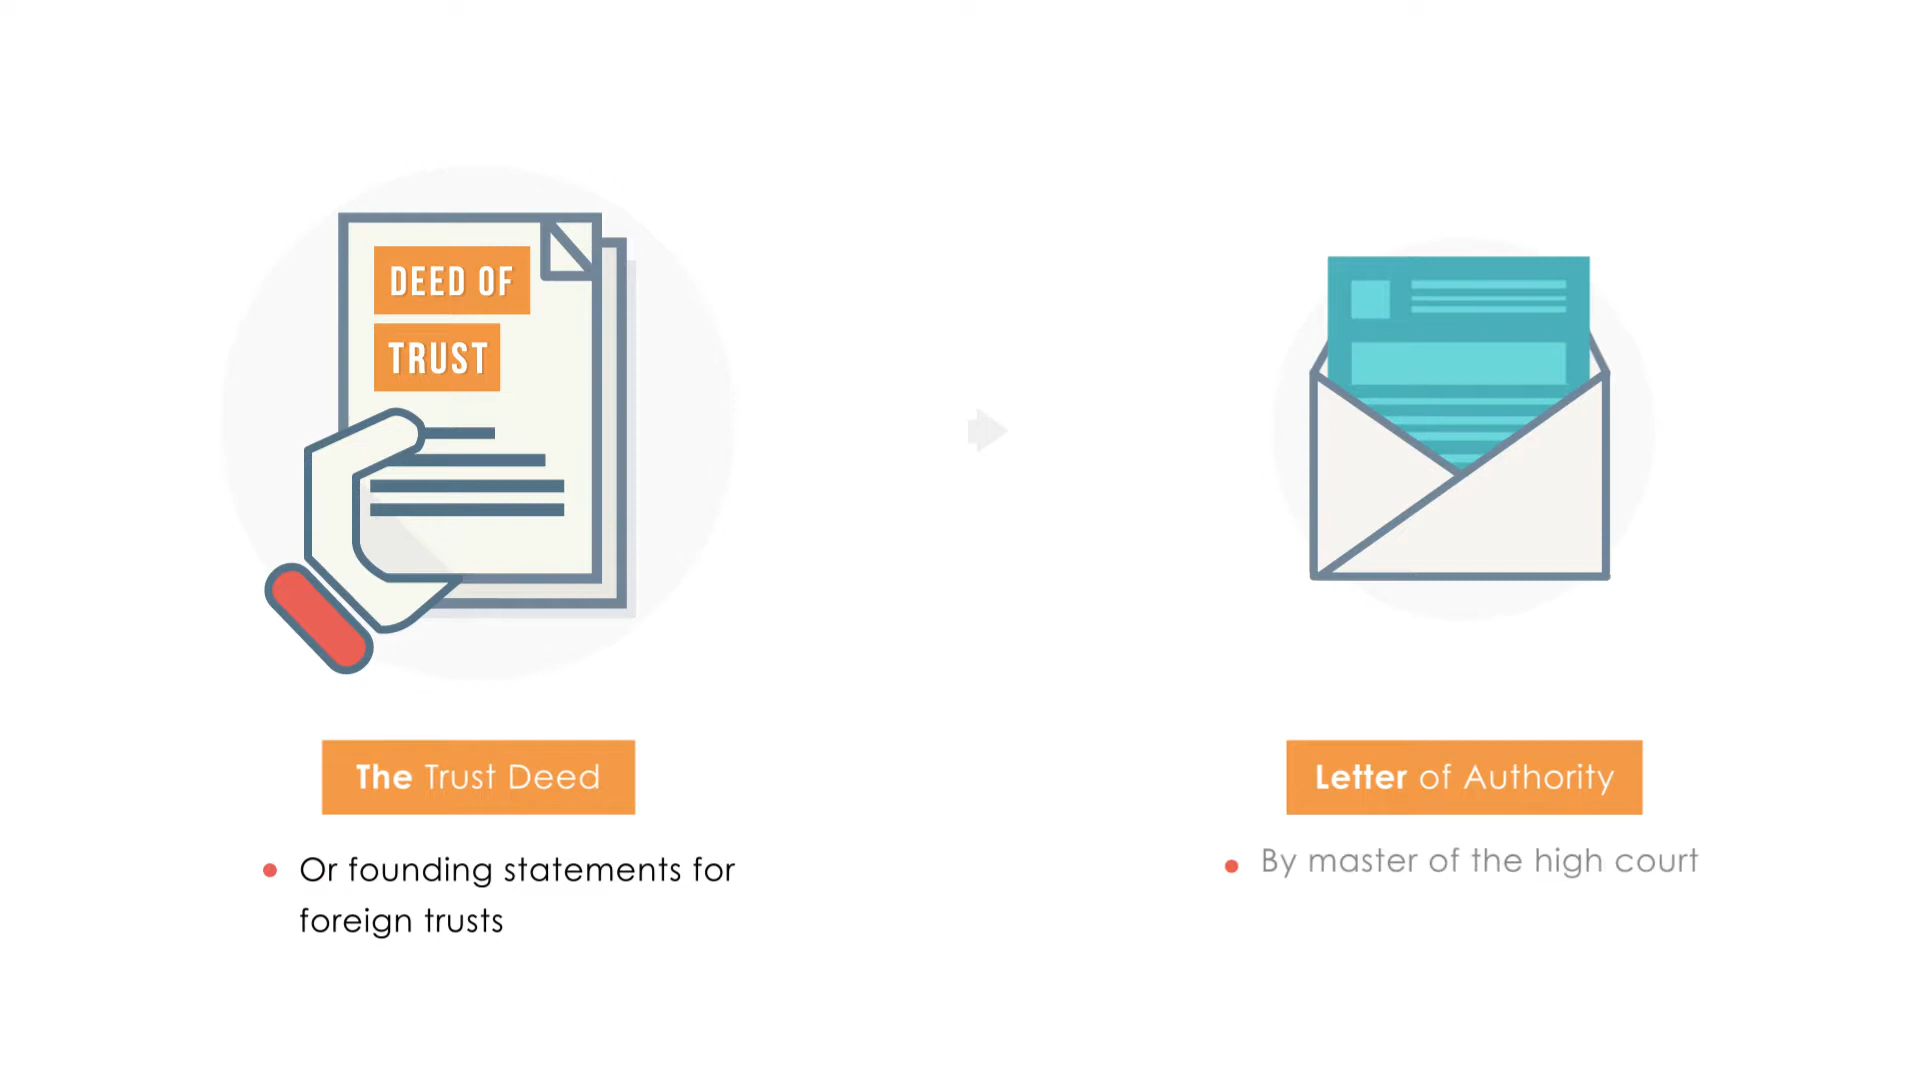 DEED OF
TRUST
The Trust Deed
Or founding statements for
foreign trusts
Letter of Authority
By master of the high court